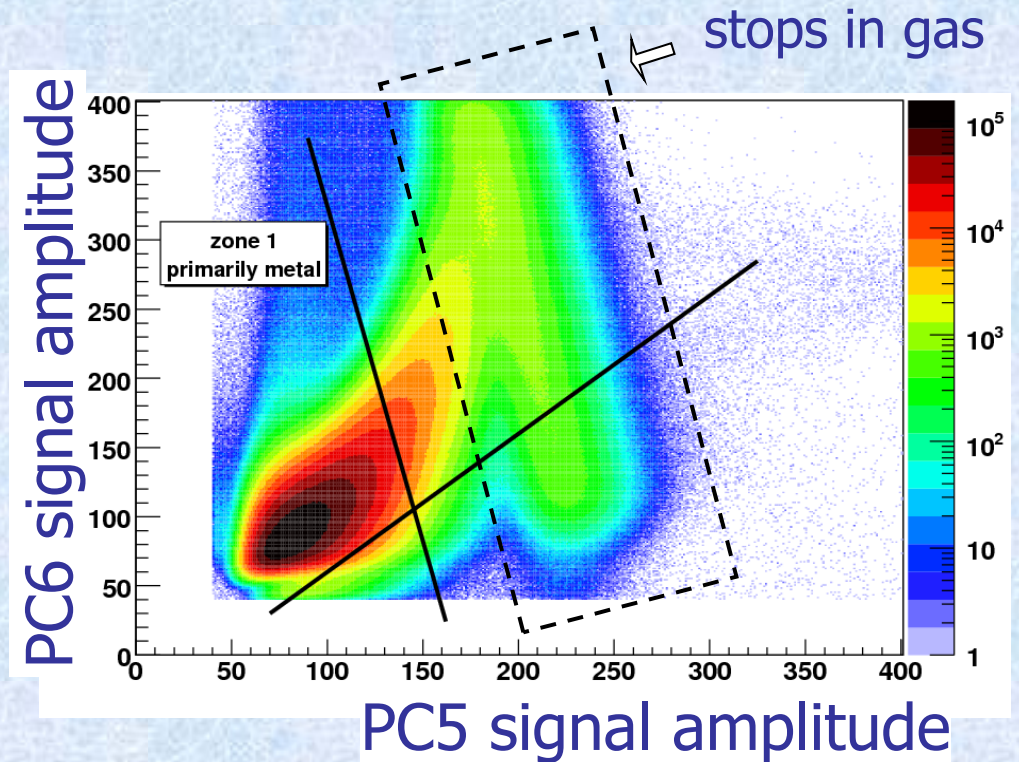 stops in gas
PC6 signal amplitude
400
350
300
250
200
150
100
50
0
zone 1
primarily metal
0 50 100 150 200 250 300 350 400
10⁵
10⁴
10³
10²
10
1
PC5 signal amplitude